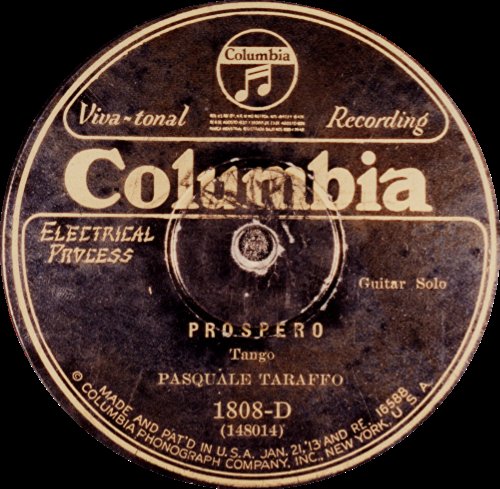 Columbia
Viva-tonal Recording
Columbia
ELECTRICAL
PROCESS
Guitar Solo
PROSPERO
Tango
PASQUALE TARAFFO
1808-D
(148014)
MADE AND PAT'D IN U.S.A. JAN. 21, '13 AND RE. 16588
© COLUMBIA PHONOGRAPH COMPANY, INC., NEW YORK, U.S.A.